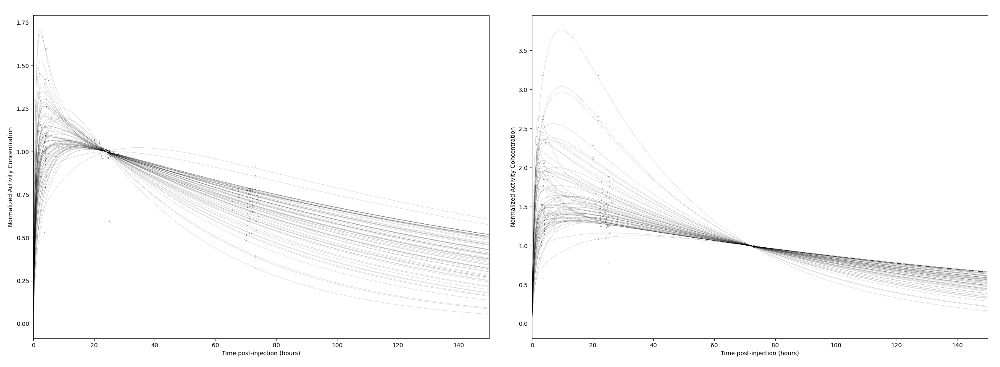 1.75
1.50
1.25
1.00
0.75
0.50
0.25
0.00
Normalized Activity Concentration
0 20 40 60 80 100 120 140
Time post-injection (hours)
3.5
3.0
2.5
2.0
1.5
1.0
0.5
0.0
Normalized Activity Concentration
0 20 40 60 80 100 120 140
Time post-injection (hours)